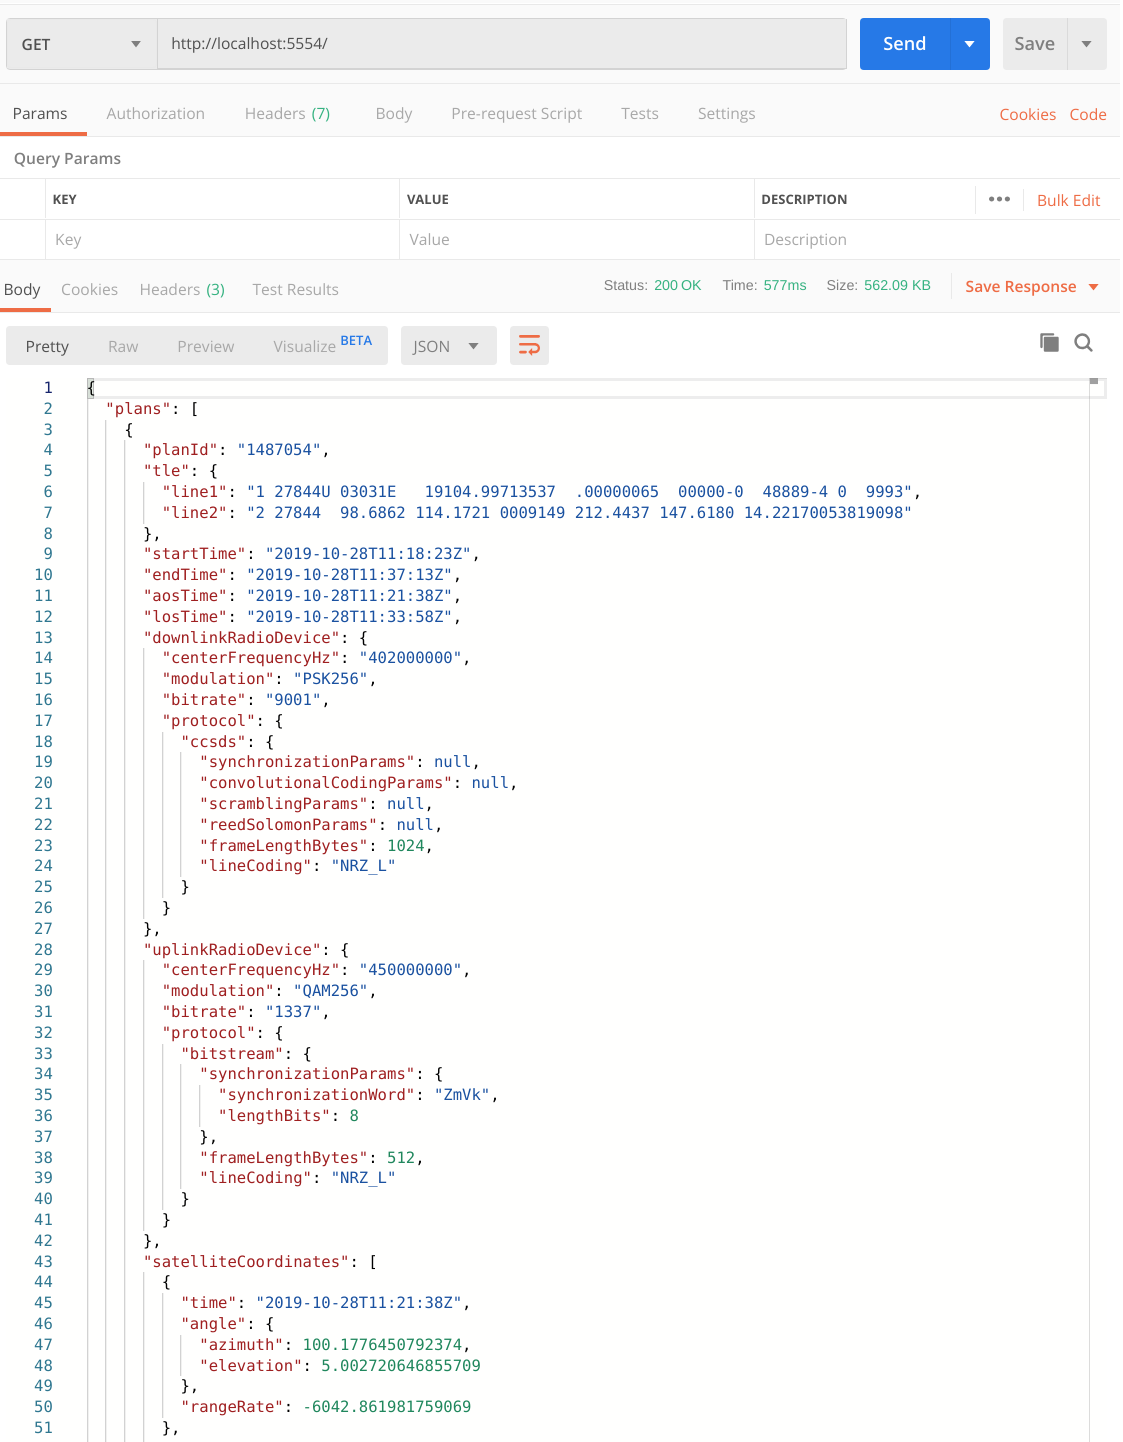 GET http://localhost:5554/ Send Save
Params Authorization Headers (7) Body Pre-request Script Tests Settings Cookies Code
Query Params
KEY VALUE DESCRIPTION ••• Bulk Edit
Key Value Description
Body Cookies Headers (3) Test Results Status: 200 OK Time: 577ms Size: 562.09 KB Save Response
Pretty Raw Preview Visualize BETA JSON
1 {
2 "plans": [
3 {
4 "planId": "1487054",
5 "tle": {
6 "line1": "1 27844U 03031E   19104.99713537  .00000065  00000-0  48889-4 0  9993",
7 "line2": "2 27844  98.6862 114.1721 0009149 212.4437 147.6180 14.22170053819098"
8 },
9 "startTime": "2019-10-28T11:18:23Z",
10 "endTime": "2019-10-28T11:37:13Z",
11 "aosTime": "2019-10-28T11:21:38Z",
12 "losTime": "2019-10-28T11:33:58Z",
13 "downlinkRadioDevice": {
14 "centerFrequencyHz": "402000000",
15 "modulation": "PSK256",
16 "bitrate": "9001",
17 "protocol": {
18 "ccsds": {
19 "synchronizationParams": null,
20 "convolutionalCodingParams": null,
21 "scramblingParams": null,
22 "reedSolomonParams": null,
23 "frameLengthBytes": 1024,
24 "lineCoding": "NRZ_L"
25 }
26 }
27 },
28 "uplinkRadioDevice": {
29 "centerFrequencyHz": "450000000",
30 "modulation": "QAM256",
31 "bitrate": "1337",
32 "protocol": {
33 "bitstream": {
34 "synchronizationParams": {
35 "synchronizationWord": "ZmVk",
36 "lengthBits": 8
37 },
38 "frameLengthBytes": 512,
39 "lineCoding": "NRZ_L"
40 }
41 }
42 },
43 "satelliteCoordinates": [
44 {
45 "time": "2019-10-28T11:21:38Z",
46 "angle": {
47 "azimuth": 100.1776450792374,
48 "elevation": 5.002720646855709
49 },
50 "rangeRate": -6042.861981759069
51 },